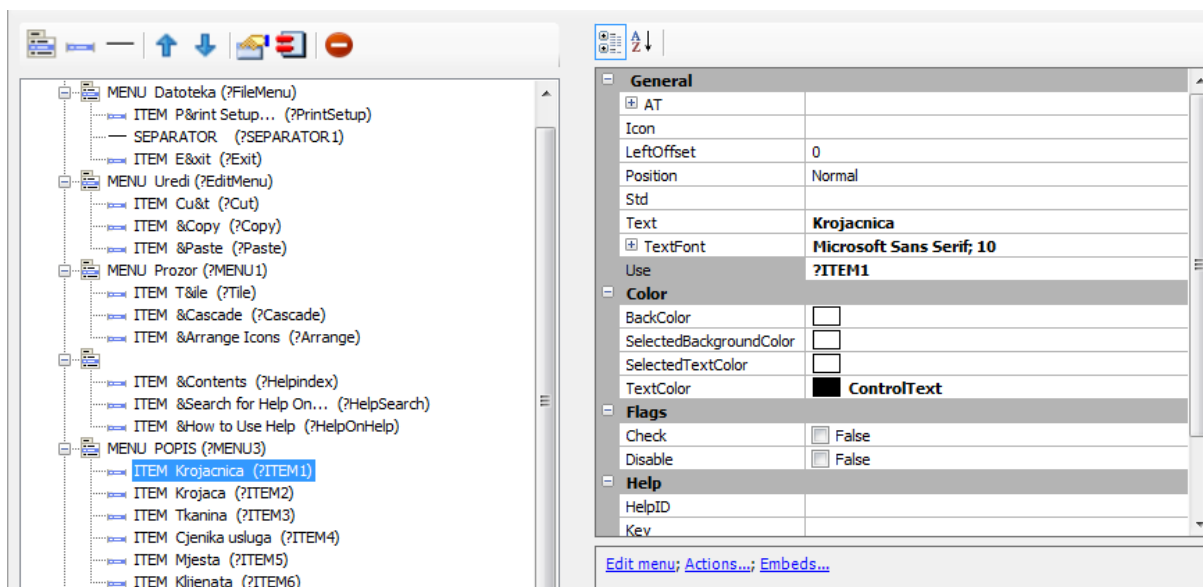 MENU Datoteka (?FileMenu)
ITEM P&rint Setup... (?PrintSetup)
SEPARATOR (?SEPARATOR1)
ITEM E&xit (?Exit)
MENU Uredi (?EditMenu)
ITEM Cu&t (?Cut)
ITEM &Copy (?Copy)
ITEM &Paste (?Paste)
MENU Prozor (?MENU1)
ITEM T&ile (?Tile)
ITEM &Cascade (?Cascade)
ITEM &Arrange Icons (?Arrange)
ITEM &Contents (?Helpindex)
ITEM &Search for Help On... (?HelpSearch)
ITEM &How to Use Help (?HelpOnHelp)
MENU POPIS (?MENU3)
ITEM Krojacnica (?ITEM1)
ITEM Krojaca (?ITEM2)
ITEM Tkanina (?ITEM3)
ITEM Cjenika usluga (?ITEM4)
ITEM Mjesta (?ITEM5)
ITEM Klijenata (?ITEM6)
General
AT
Icon
LeftOffset 0
Position Normal
Std
Text Krojacnica
TextFont Microsoft Sans Serif; 10
Use ?ITEM1
Color
BackColor
SelectedBackgroundColor
SelectedTextColor
TextColor ControlText
Flags
Check False
Disable False
Help
HelpID
Key
Edit menu; Actions...; Embeds...